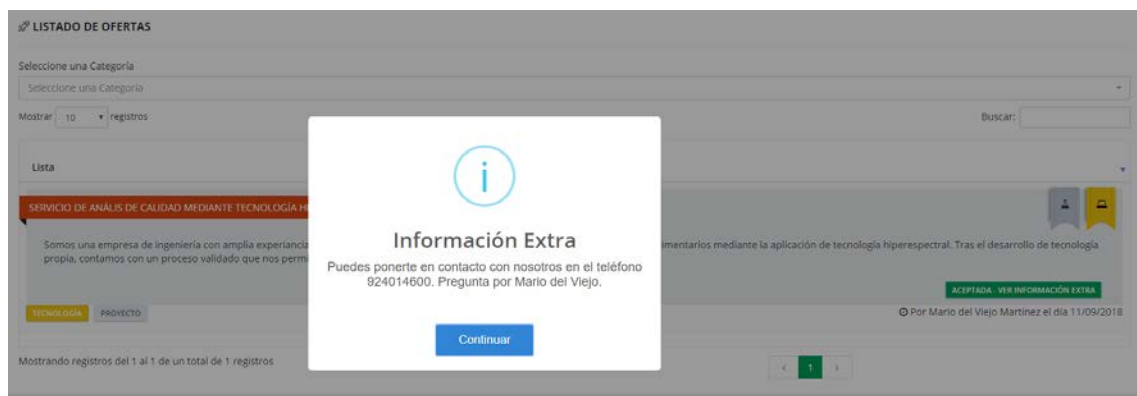 LISTADO DE OFERTAS
Seleccione una Categoría
Seleccione una Categoría
Mostrar 10 registros
Buscar:
Lista
SERVICIO DE ANÁLIS DE CALIDAD MEDIANTE TECNOLOGÍA
Somos una empresa de ingeniería con amplia experiancia
imentarios mediante la aplicación de tecnología hiperespectral. Tras el desarrollo de tecnología
propia, contamos con un proceso validado que nos
Información Extra
Puedes ponerte en contacto con nosotros en el teléfono
924014600. Pregunta por Mario del Viejo.
Continuar
ACEPTADA - VER INFORMACIÓN EXTRA
TECNOLOGÍA PROYECTO
Por Mario del Viejo Martinez el día 11/09/2018
Mostrando registros del 1 al 1 de un total de 1 registros
< 1 >